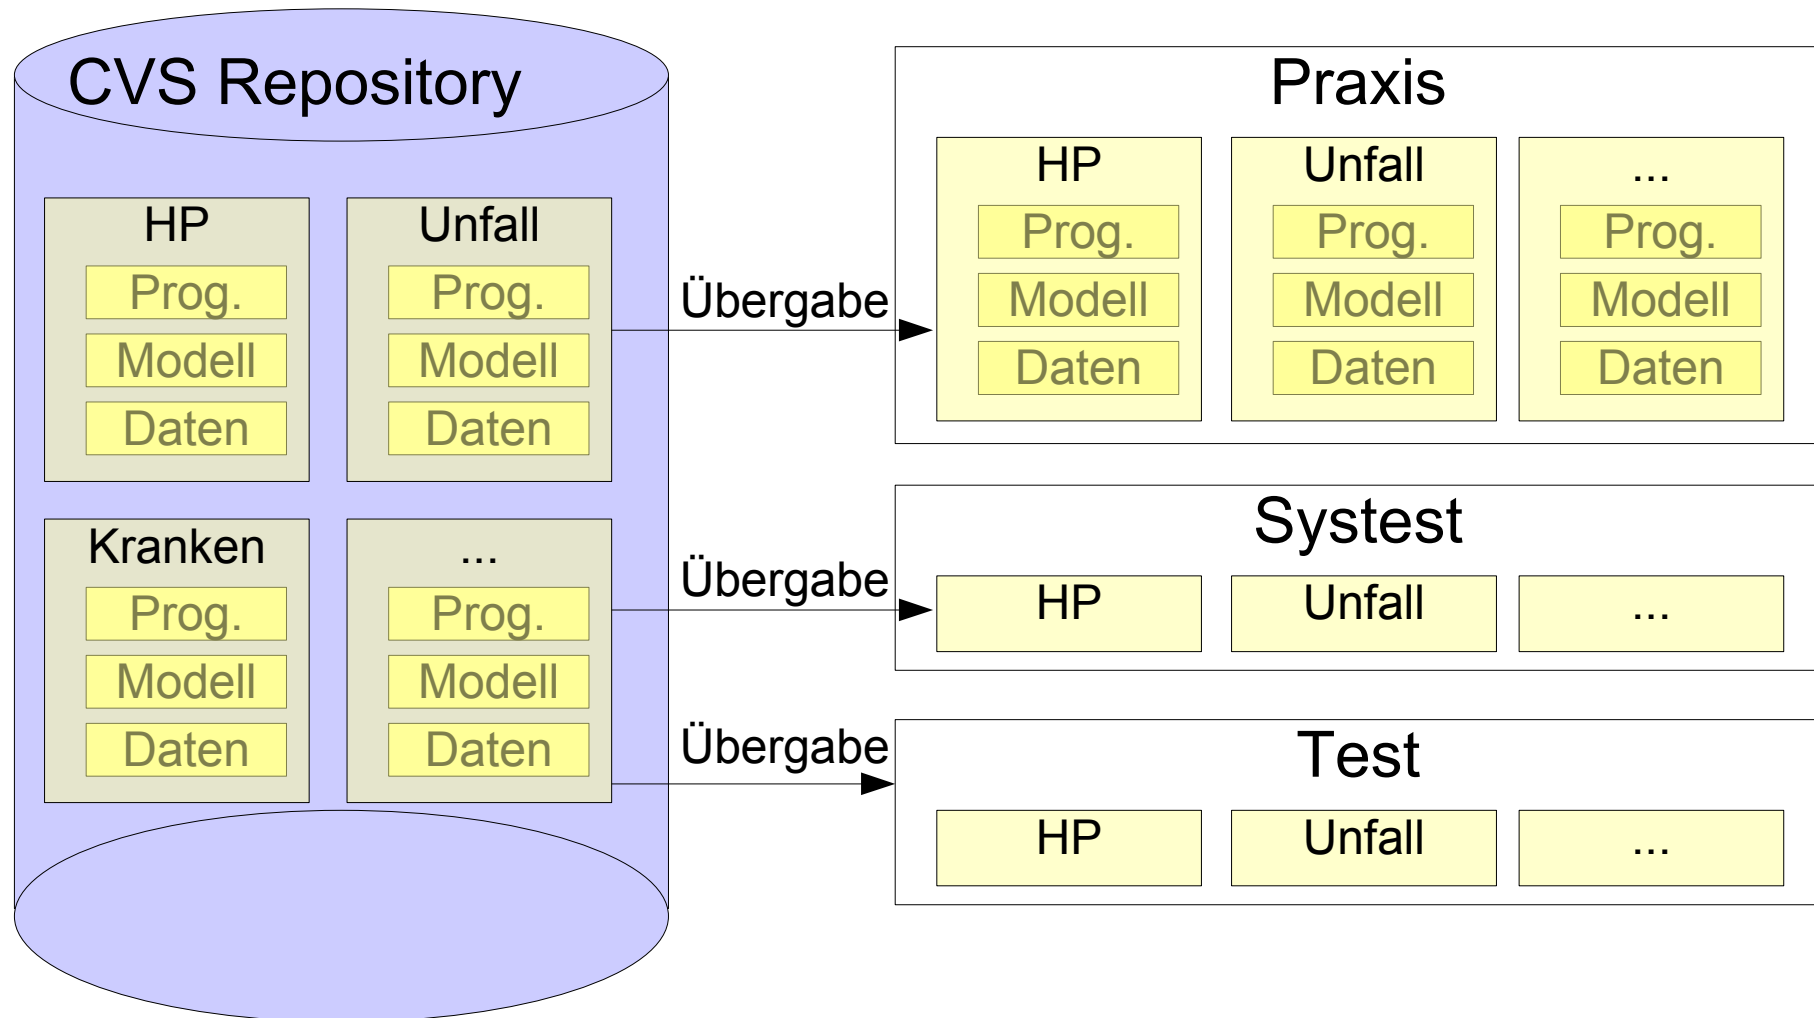 CVS Repository
HP
Prog.
Modell
Daten
Unfall
Prog.
Modell
Daten
Kranken
Prog.
Modell
Daten
...
Prog.
Modell
Daten
Übergabe
Übergabe
Übergabe
Praxis
HP
Prog.
Modell
Daten
Unfall
Prog.
Modell
Daten
...
Prog.
Modell
Daten
Systest
HP
Unfall
...
Test
HP
Unfall
...